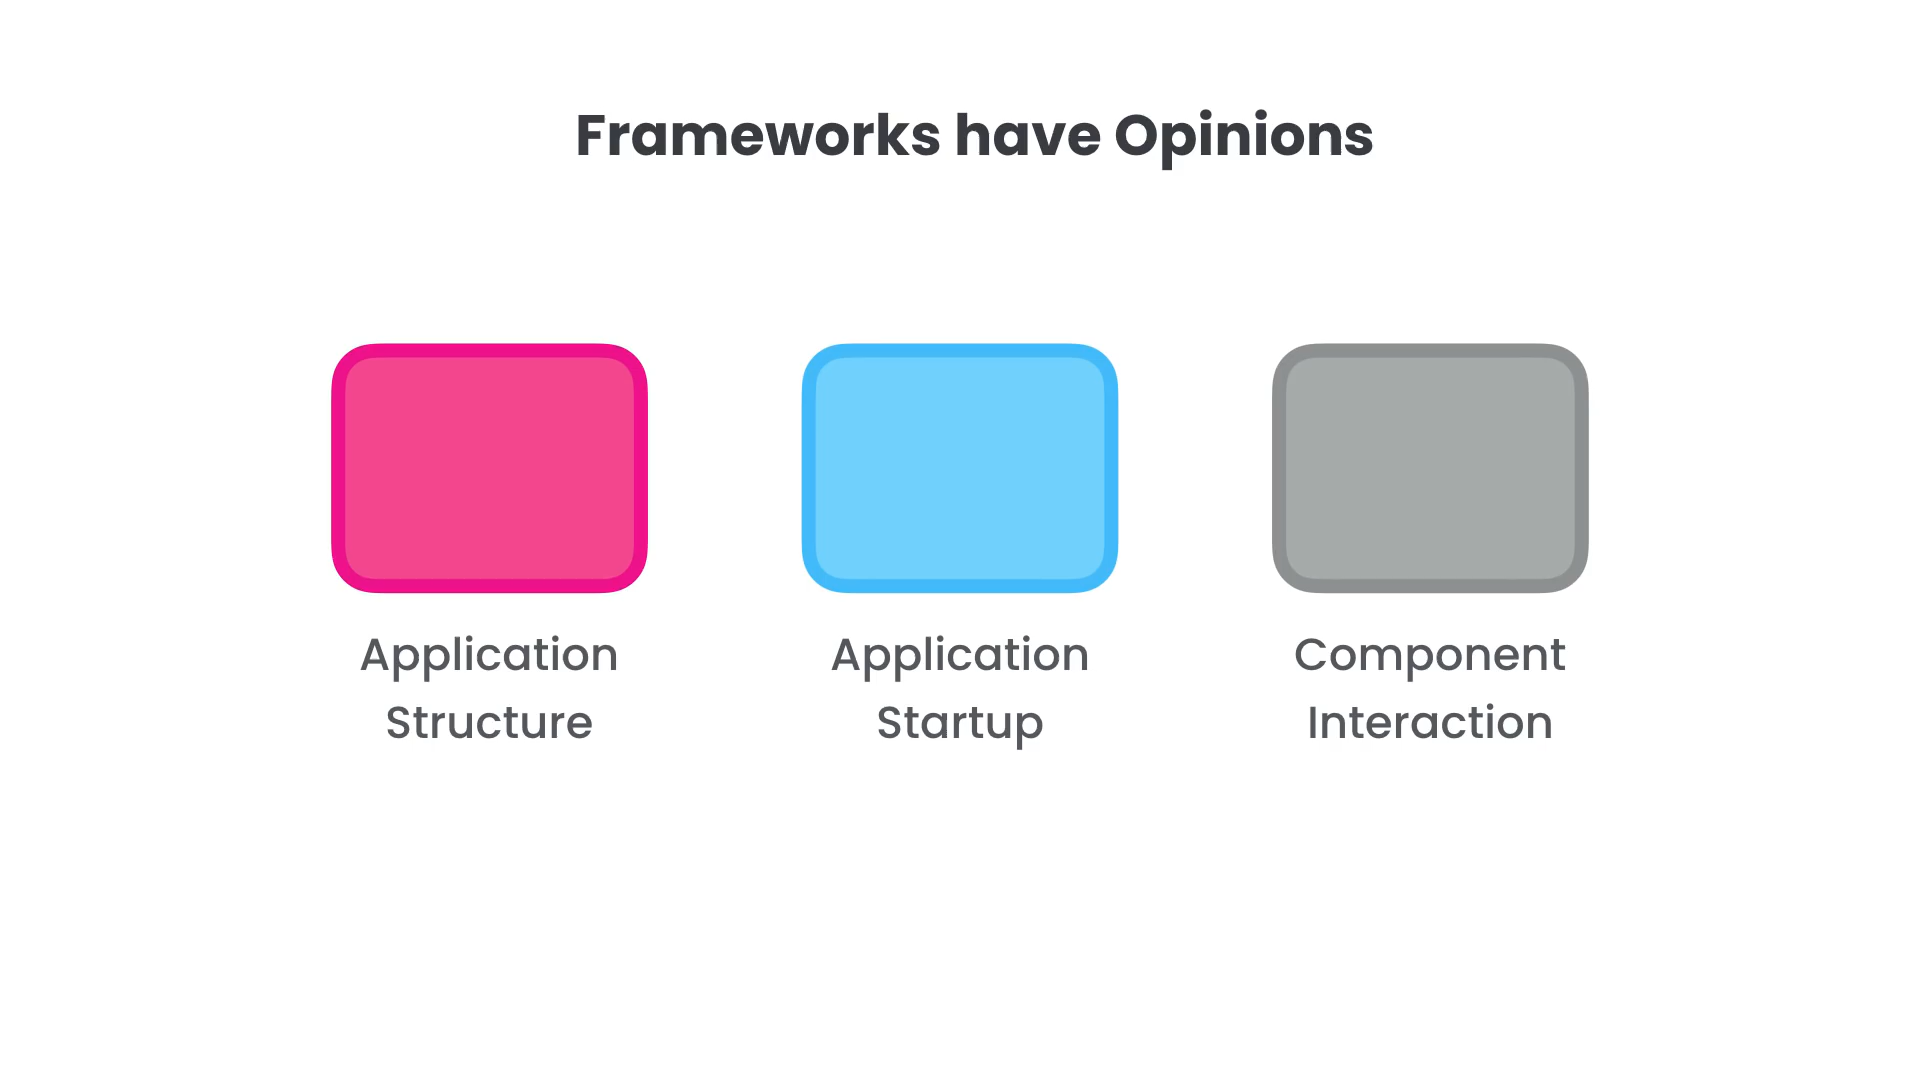 Frameworks have Opinions
Application
Structure
Application
Startup
Component
Interaction